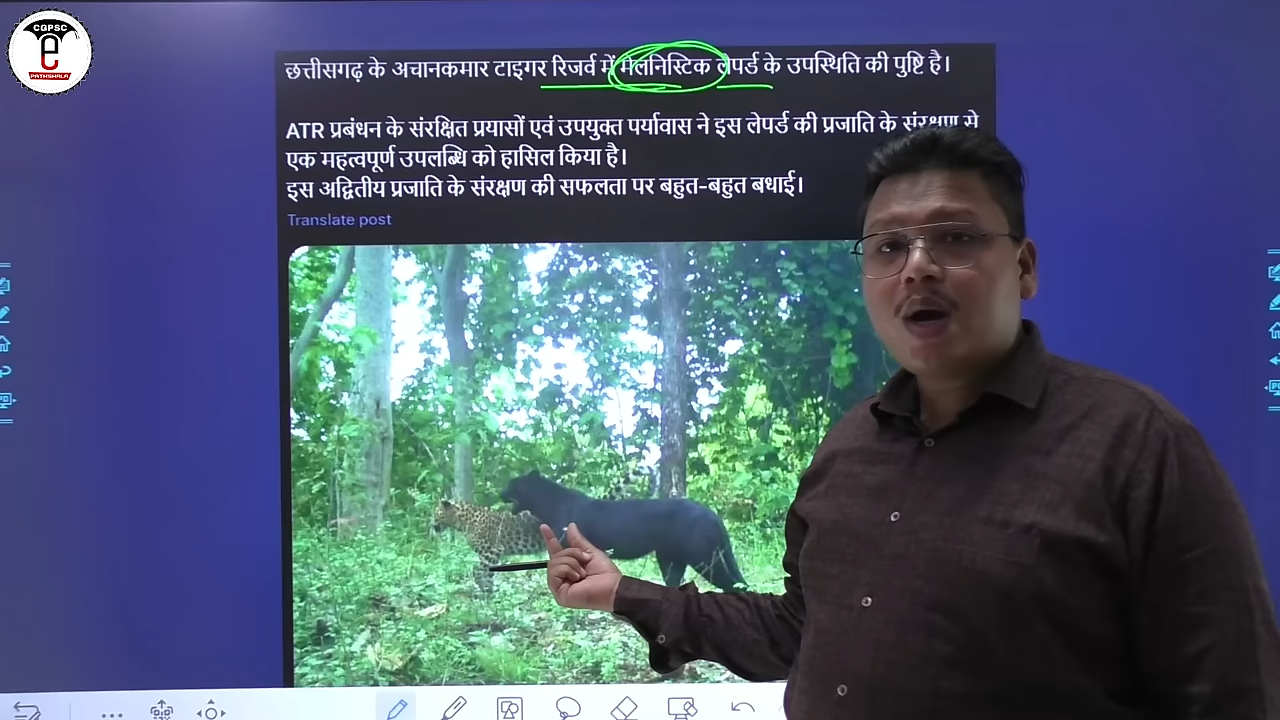 CGPSC
e
PATHSHALA
छत्तीसगढ़ के अचानकमार टाइगर रिजर्व में मेलनिस्टिक लेपर्ड के उपस्थिति की पुष्टि है।
ATR प्रबंधन के संरक्षित प्रयासों एवं उपयुक्त पर्यावास ने इस लेपर्ड की प्रजाति के संरक्षण से
एक महत्वपूर्ण उपलब्धि को हासिल किया है।
इस अद्वितीय प्रजाति के संरक्षण की सफलता पर बहुत-बहुत बधाई।
Translate post